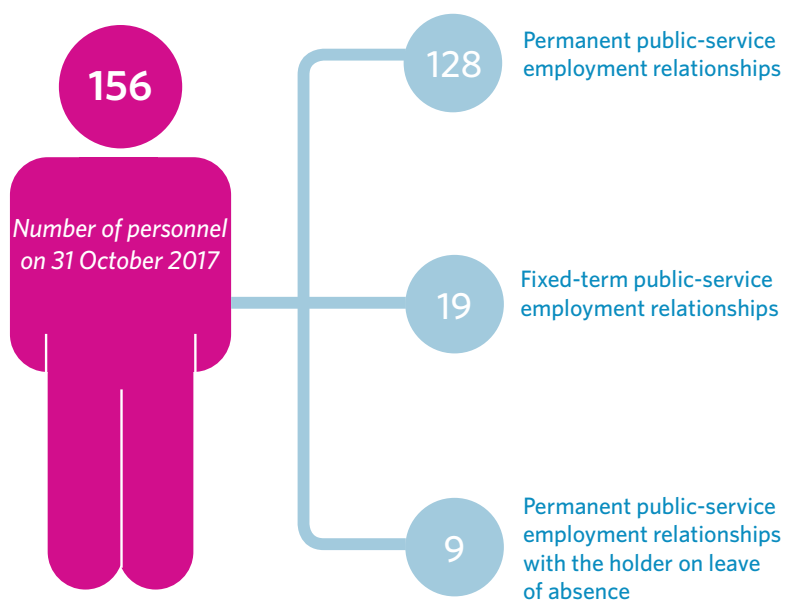 156
Number of personnel
on 31 October 2017
128
Permanent public-service
employment relationships
19
Fixed-term public-service
employment relationships
9
Permanent public-service
employment relationships
with the holder on leave
of absence